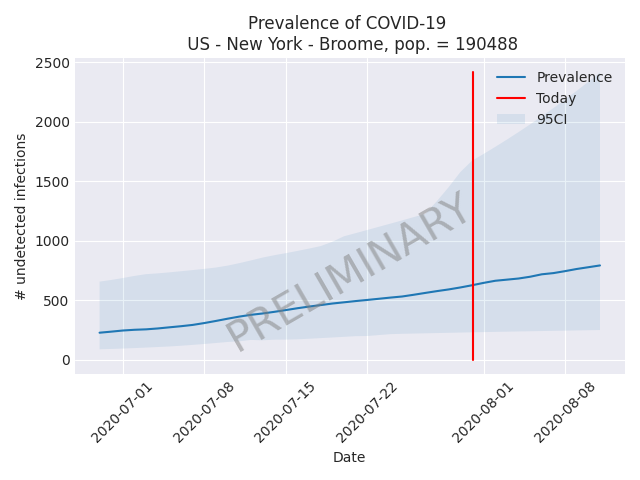 Prevalence of COVID-19
US - New York - Broome, pop. = 190488
# undetected infections
2500
2000
1500
1000
500
0
Prevalence
Today
95CI
PRELIMINARY
2020-07-01
2020-07-08
2020-07-15
2020-07-22
2020-08-01
2020-08-08
Date